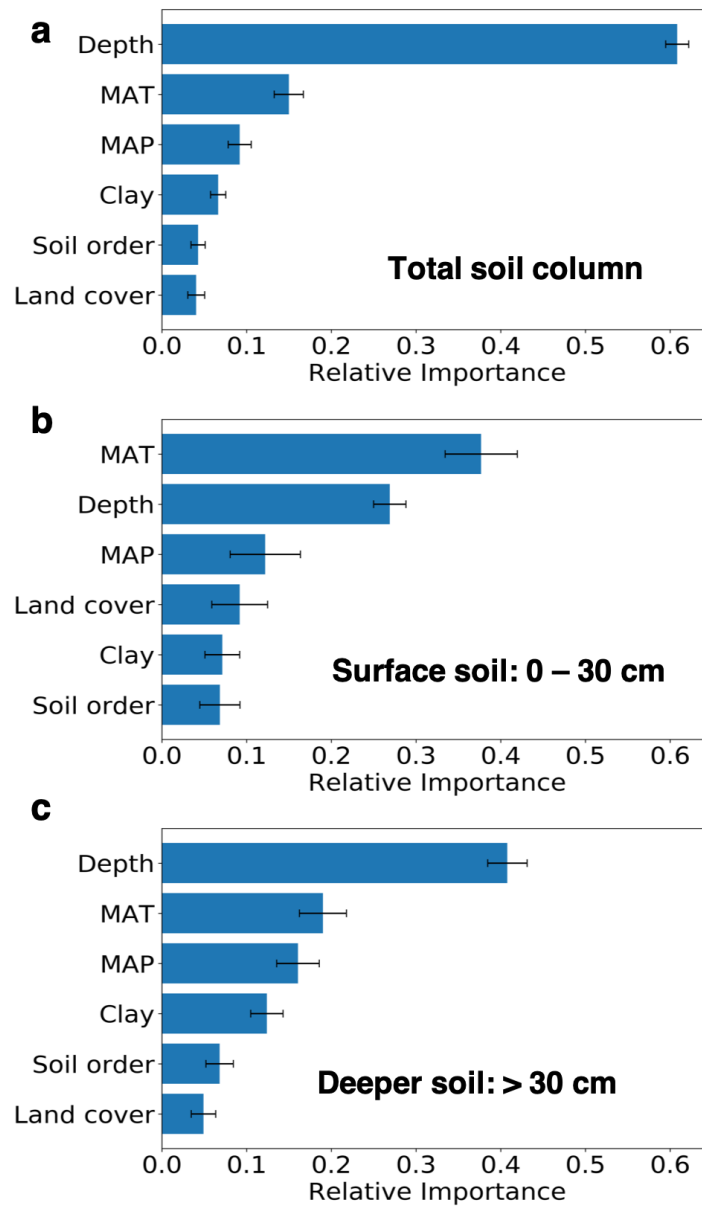 a
Depth
MAT
MAP
Clay
Soil order
Land cover
Total soil column
0.0 0.1 0.2 0.3 0.4 0.5 0.6
Relative Importance
b
MAT
Depth
MAP
Land cover
Clay
Soil order
Surface soil: 0 – 30 cm
0.0 0.1 0.2 0.3 0.4 0.5 0.6
Relative Importance
c
Depth
MAT
MAP
Clay
Soil order
Land cover
Deeper soil: > 30 cm
0.0 0.1 0.2 0.3 0.4 0.5 0.6
Relative Importance